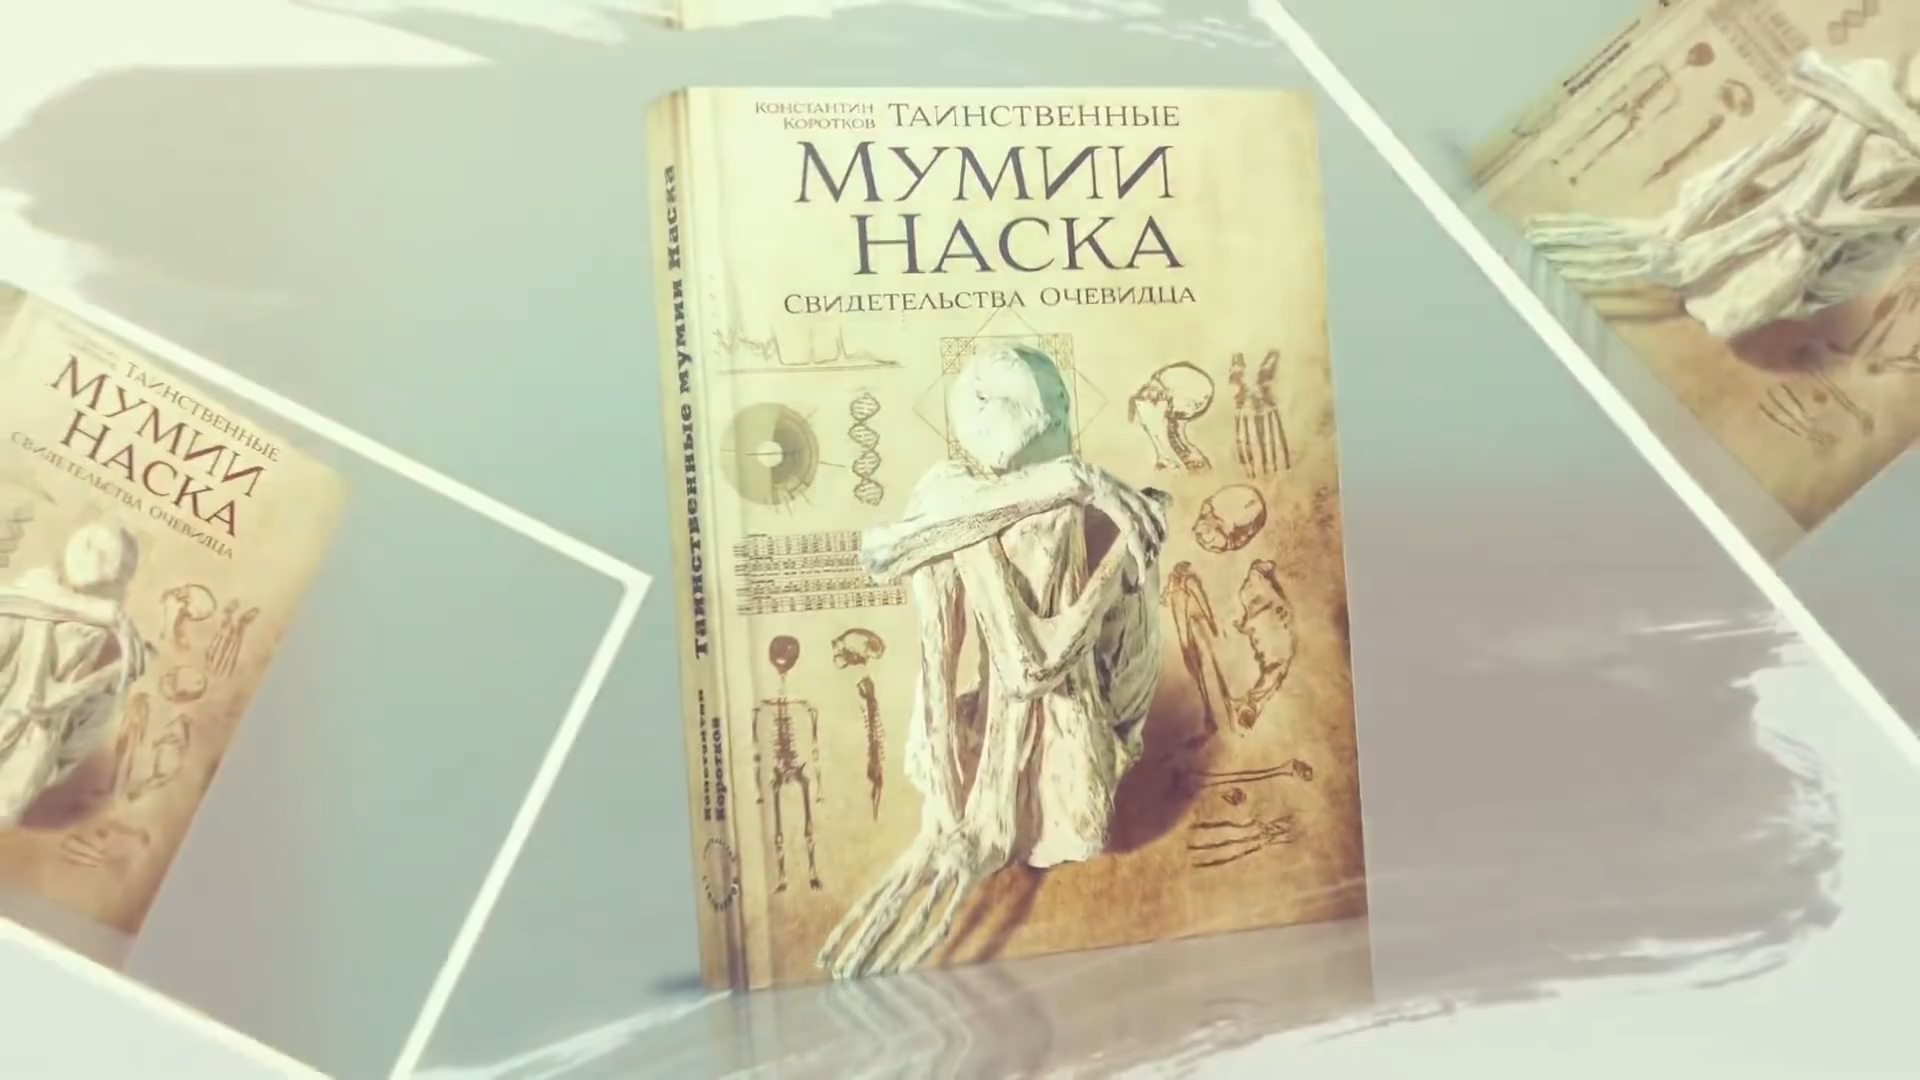 Константин
Коротков
Таинственные
Мумии
Наска
Свидетельства очевидца
Таинственные мумии Наска
Константин
Коротков
Таинственные
Мумии
Наска
Свидетельства очевидца